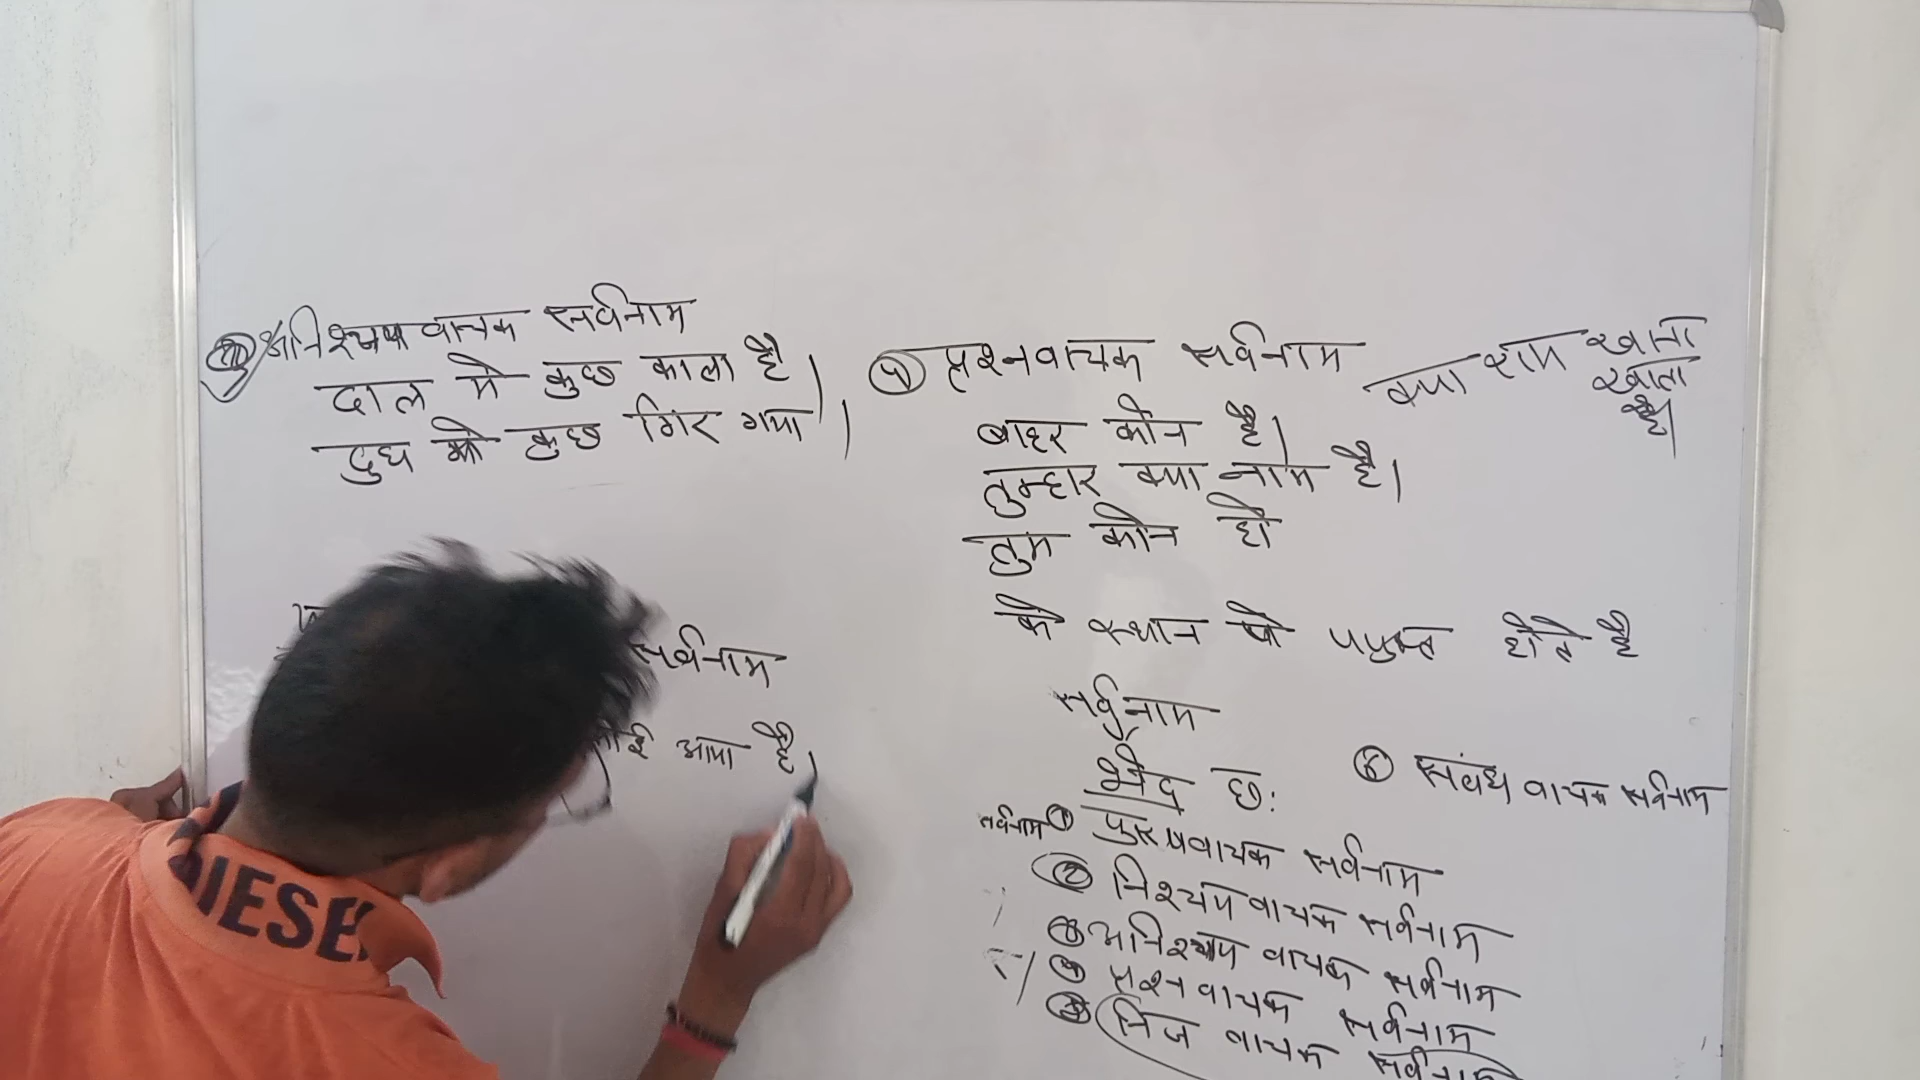 ③ अनिश्चय वाचक सर्वनाम
दाल मे कुछ काला है।
दुध को कुछ गिर गया।
सर्वनाम
आया है।
④ प्रश्नवाचक सर्वनाम
बाहर कौन है।
तुम्हार क्या नाम है।
तुम कौन हो
क्या राम खाना
खाता
है।
के स्थान पे पयुक्त होते है
सर्वनाम
भेद छः
⑥ संबंध वाचक सर्वनाम
सर्वनाम ① पुरुषवाचक सर्वनाम
② निश्चय वाचक सर्वनाम
③ अनिश्चय वाचक सर्वनाम
④ प्रश्न वाचक सर्वनाम
⑤ निज वाचक सर्वनाम
DIESEL